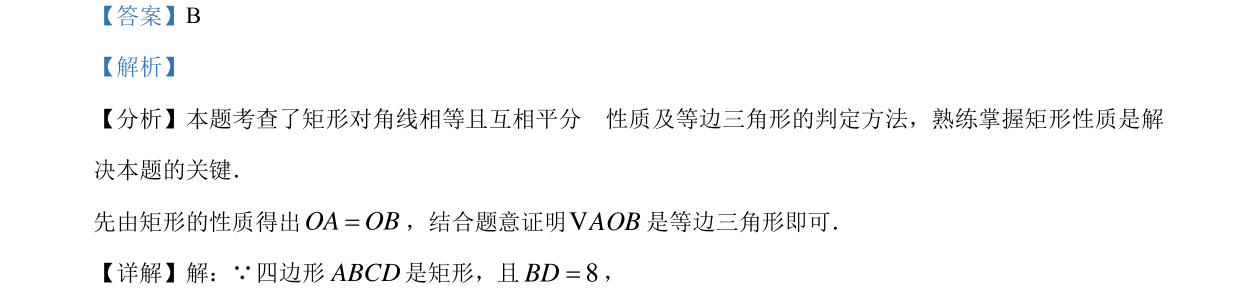 【答案】B
【解析】
【分析】本题考查了矩形对角线相等且互相平分 性质及等边三角形的判定方法，熟练掌握矩形性质是解
决本题的关键．
先由矩形的性质得出OA＝OB，结合题意证明VAOB是等边三角形即可．
【详解】解：∵四边形ABCD是矩形，且BD＝8，